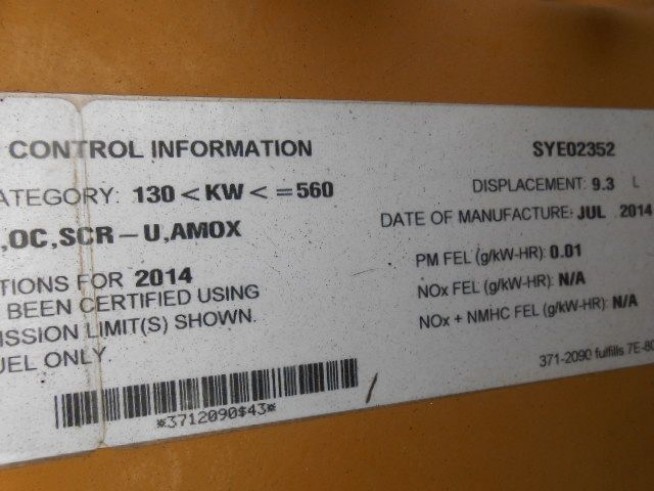 CONTROL INFORMATION
SYE02352
ATEGORY: 130 < KW < =560
DISPLACEMENT: 9.3 L
,OC,SCR-U,AMOX
DATE OF MANUFACTURE: JUL 2014
TIONS FOR 2014
PM FEL (g/kW-HR): 0.01
BEEN CERTIFIED USING
NOx FEL (g/kW-HR): N/A
ISSION LIMIT(S) SHOWN.
NOx + NMHC FEL (g/kW-HR): N/A
UEL ONLY.
371-2090 fulfills 7E-80
*3712090$43*